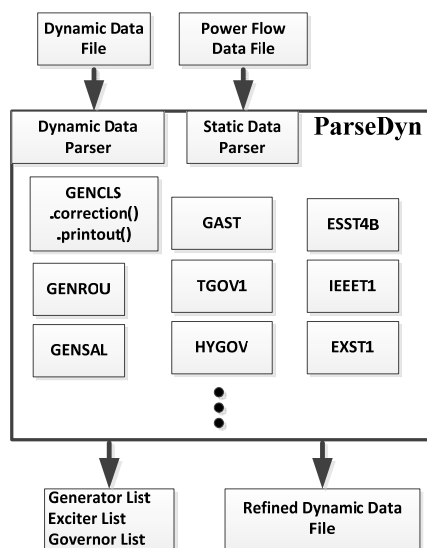 Dynamic Data
File
Power Flow
Data File
Dynamic Data
Parser
Static Data
Parser
ParseDyn
GENCLS
.correction()
.printout()
GAST
ESST4B
GENROU
TGOV1
IEEET1
GENSAL
HYGOV
EXST1
Generator List
Exciter List
Governor List
Refined Dynamic Data
File